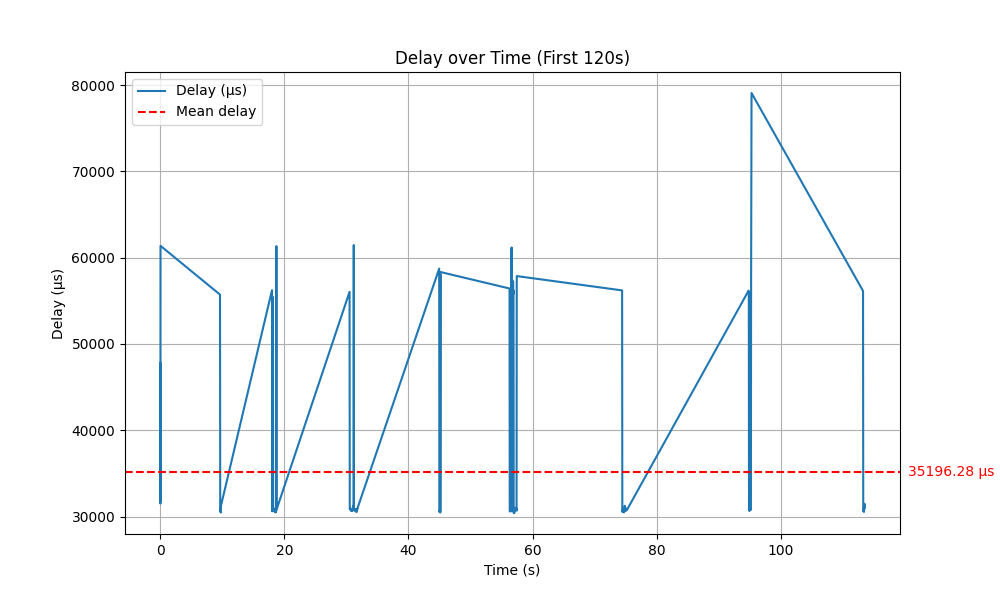 Delay over Time (First 120s)
Delay (µs)
Mean delay
80000
70000
60000
50000
40000
30000
Delay (µs)
35196.28 µs
0
20
40
60
80
100
Time (s)